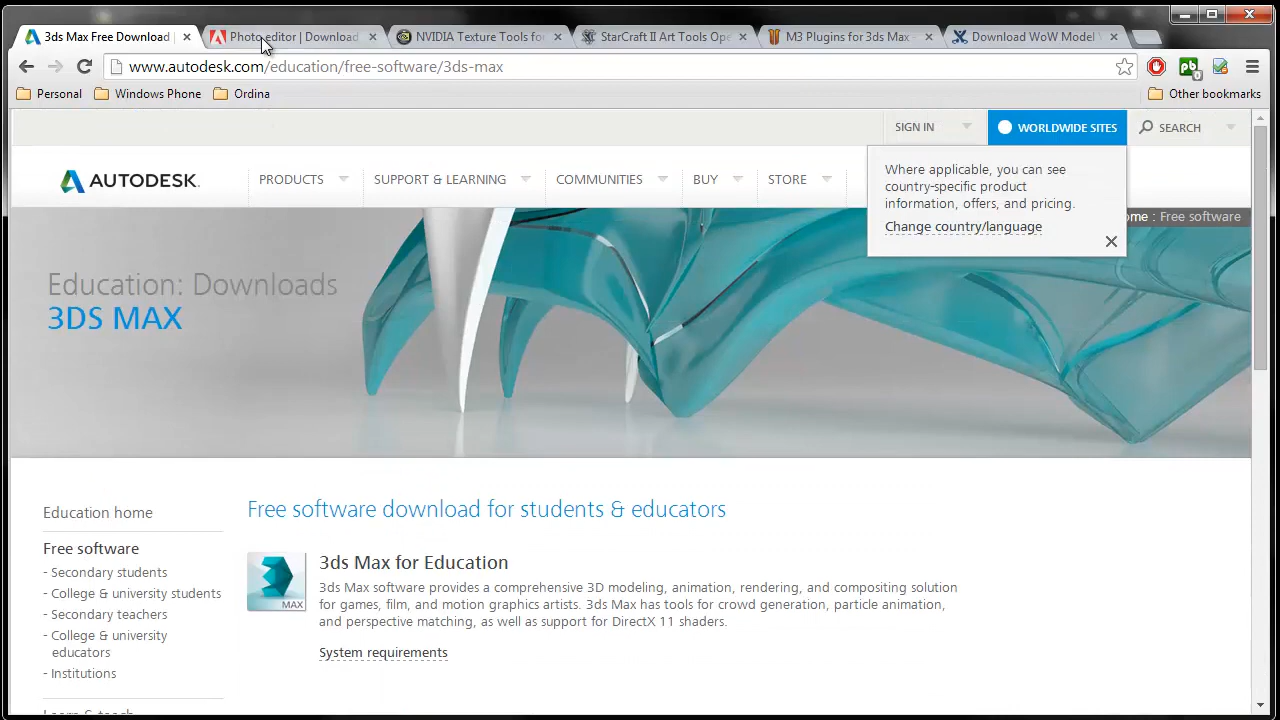 3ds Max Free Download
Photo editor | Download
NVIDIA Texture Tools for
StarCraft II Art Tools Ope
M3 Plugins for 3ds Max -
Download WoW Model V
www.autodesk.com/education/free-software/3ds-max
Personal
Windows Phone
Ordina
Other bookmarks
SIGN IN
WORLDWIDE SITES
SEARCH
AUTODESK.
PRODUCTS
SUPPORT & LEARNING
COMMUNITIES
BUY
STORE
Where applicable, you can see
country-specific product
information, offers, and pricing.
Change country/language
ome : Free software
Education: Downloads
3DS MAX
Education home
Free software
- Secondary students
- College & university students
- Secondary teachers
- College & university
educators
- Institutions
Learn & teach
Free software download for students & educators
MAX
3ds Max for Education
3ds Max software provides a comprehensive 3D modeling, animation, rendering, and compositing solution
for games, film, and motion graphics artists. 3ds Max has tools for crowd generation, particle animation,
and perspective matching, as well as support for DirectX 11 shaders.
System requirements